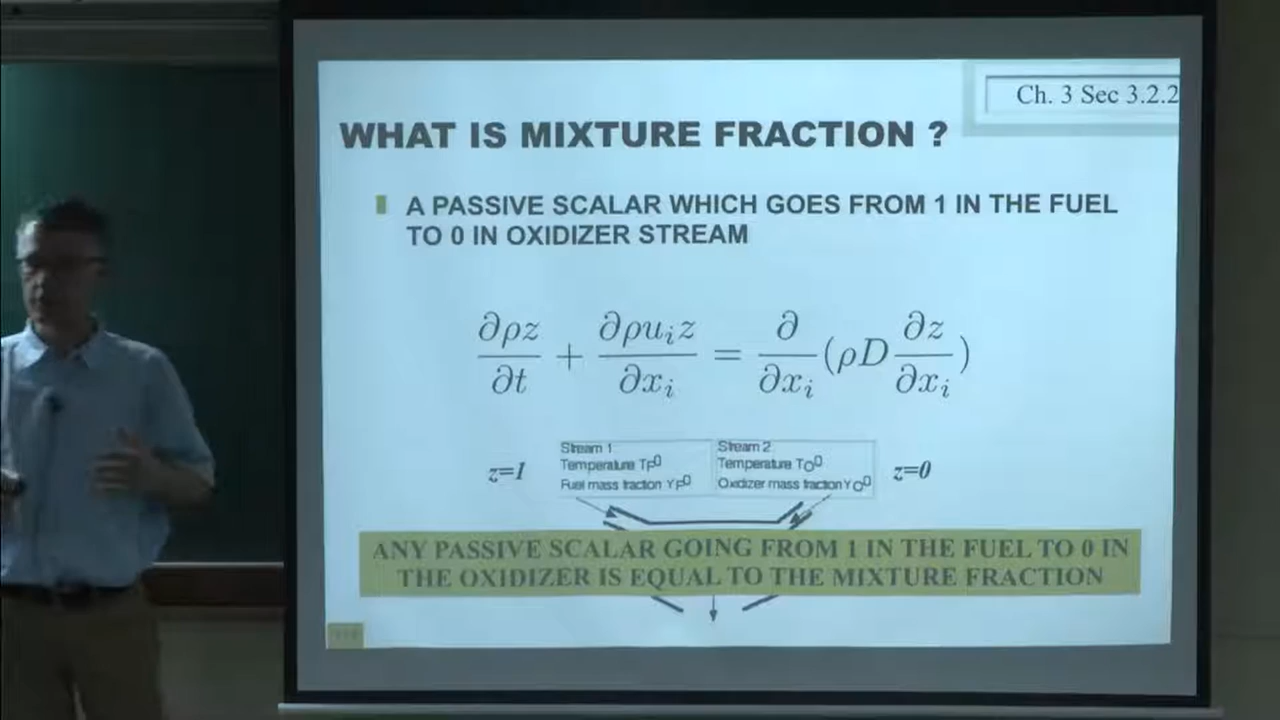 Ch. 3 Sec 3.2.2
WHAT IS MIXTURE FRACTION ?
A PASSIVE SCALAR WHICH GOES FROM 1 IN THE FUEL
TO 0 IN OXIDIZER STREAM
∂ρz/∂t + ∂ρu_i z/∂x_i = ∂/∂x_i (ρD ∂z/∂x_i)
z=1
Stream 1
Temperature T_F^0
Fuel mass fraction Y_F^0
Stream 2
Temperature T_O^0
Oxidizer mass fraction Y_O^0
z=0
ANY PASSIVE SCALAR GOING FROM 1 IN THE FUEL TO 0 IN
THE OXIDIZER IS EQUAL TO THE MIXTURE FRACTION